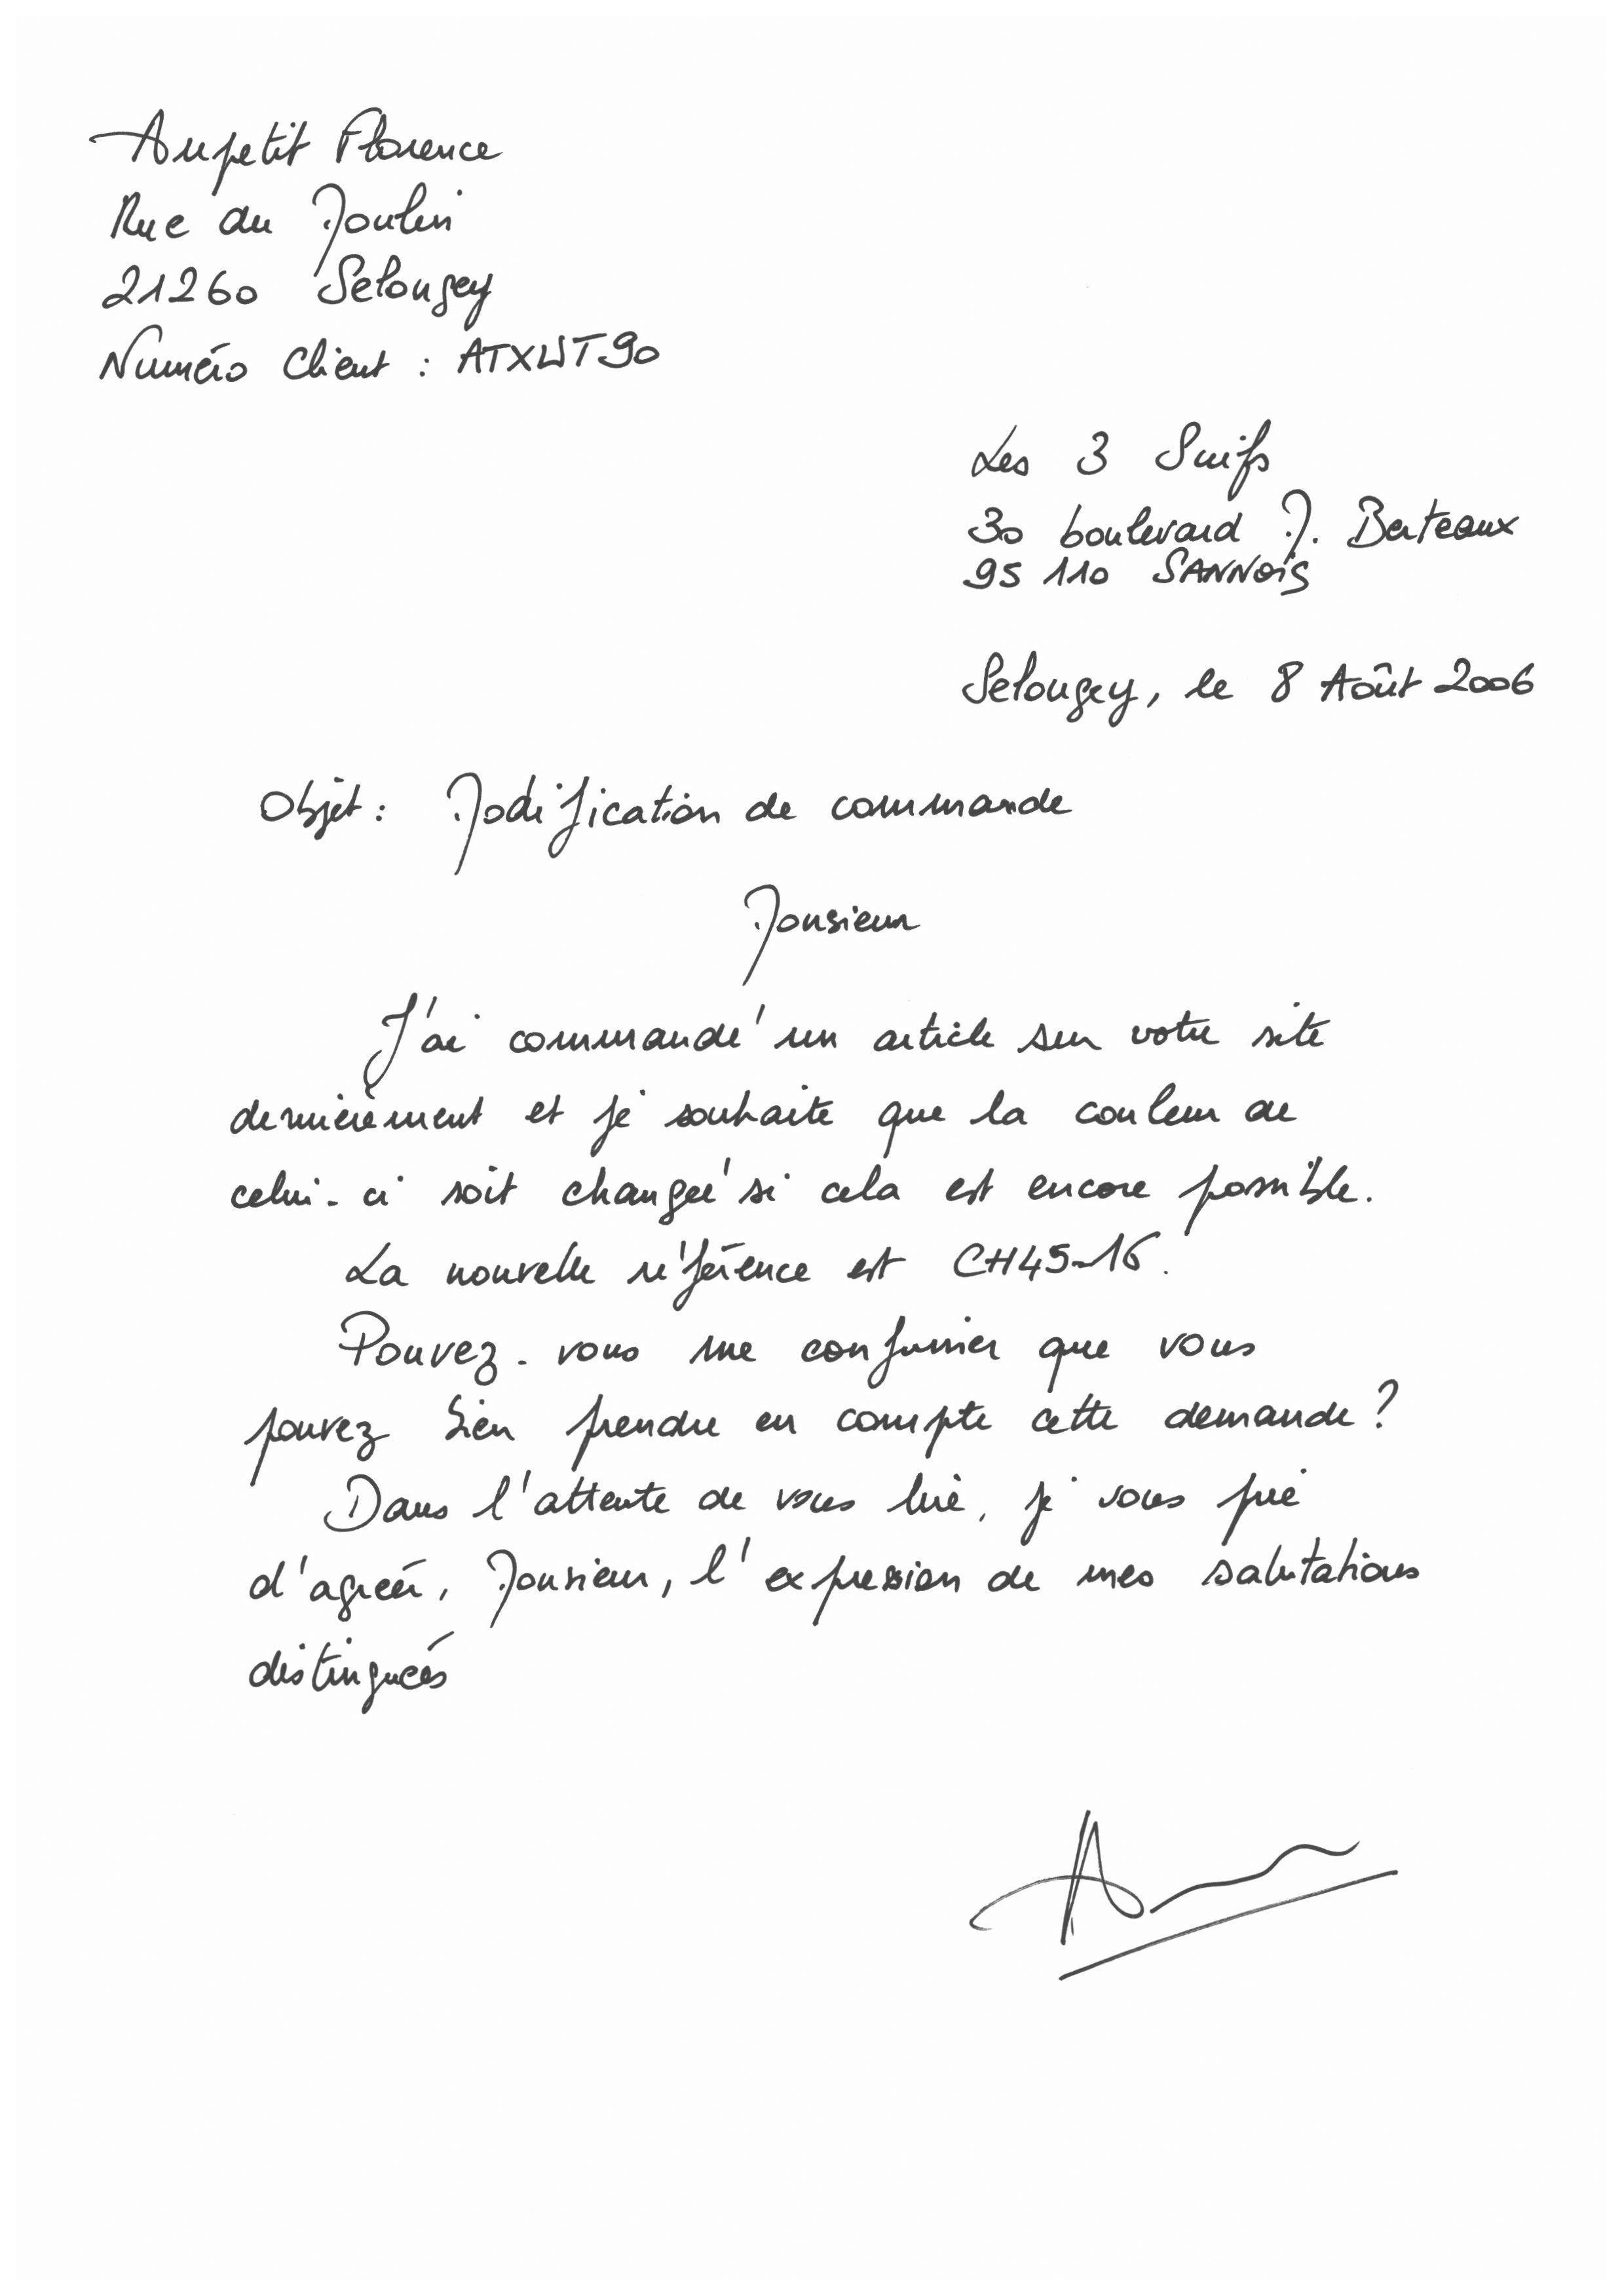 Aupetit Florence
Rue du Moulin
21260 Selongey
Numéro Client : ATXWT90
Les 3 Suifs
30 boulevard M. Berteaux
95 110 SANNOIS
Selongey, le 8 Août 2006
Objet : Modification de commande
Monsieur
J'ai commandé un article sur votre site
dernièrement et je souhaite que la couleur de
celui-ci soit changée si cela est encore possible.
La nouvelle référence est CH45-16.
Pouvez-vous me confirmer que vous
pouvez bien prendre en compte cette demande ?
Dans l'attente de vous lire, je vous prie
d'agréer, Monsieur, l'expression de mes salutations
distinguées